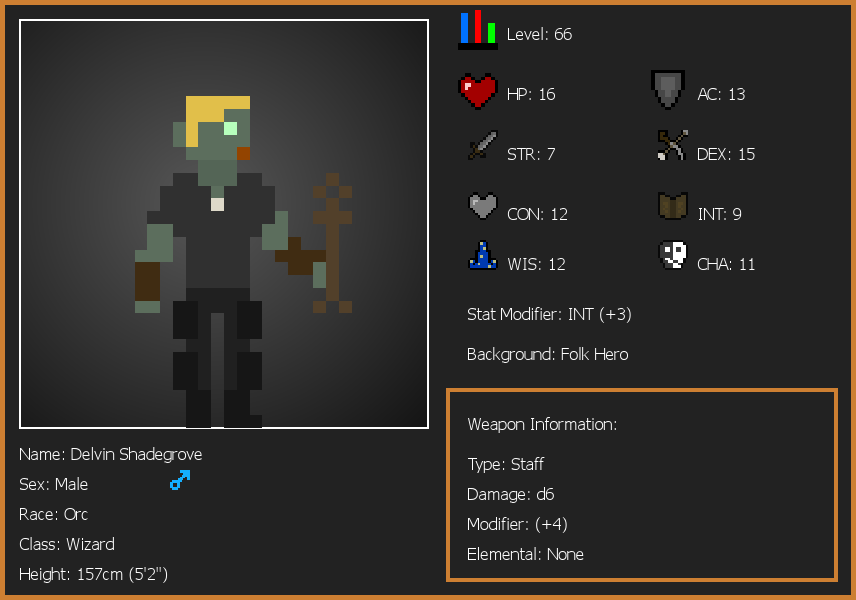 Level: 66
HP: 16
AC: 13
STR: 7
DEX: 15
CON: 12
INT: 9
WIS: 12
CHA: 11
Stat Modifier: INT (+3)
Background: Folk Hero
Weapon Information:
Type: Staff
Damage: d6
Modifier: (+4)
Elemental: None
Name: Delvin Shadegrove
Sex: Male
Race: Orc
Class: Wizard
Height: 157cm (5'2")